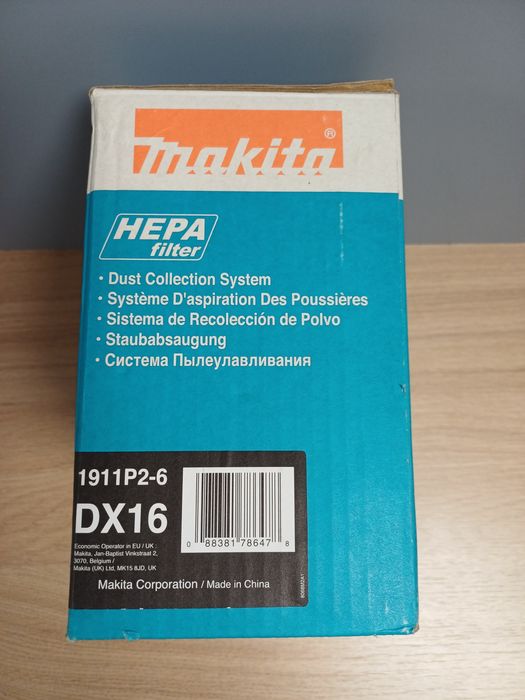 makita®
HEPA
filter
• Dust Collection System
• Système D'aspiration Des Poussières
• Sistema de Recolección de Polvo
• Staubabsaugung
• Система Пылеулавливания
1911P2-6
DX16
0 88381 78647 8
Economic Operator in EU / UK
Makita, Jan-Baptist Vinkstraat 2,
3070, Belgium /
Makita (UK) Ltd, MK15 8JD, UK
Makita Corporation / Made in China